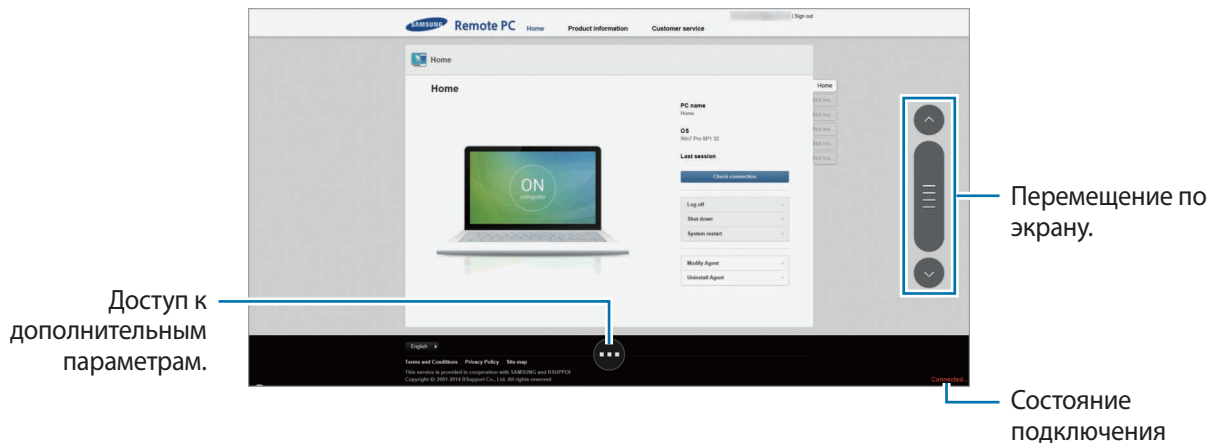 SAMSUNG Remote PC Home Product information Customer service
| Sign out
Home
Home
PC name
Home
OS
Win7 Pro SP1 32
Last session
Check connection
Log off
Shut down
System restart
Modify Agent
Uninstall Agent
ON
computer
Home
Перемещение по
экрану.
Доступ к
дополнительным
параметрам.
English
Terms and Conditions Privacy Policy Site map
This service is provided in cooperation with SAMSUNG and RSUPPOR
Copyright © 2001-2014 RSupport Co., Ltd. All rights reserved
Connected...
Состояние
подключения